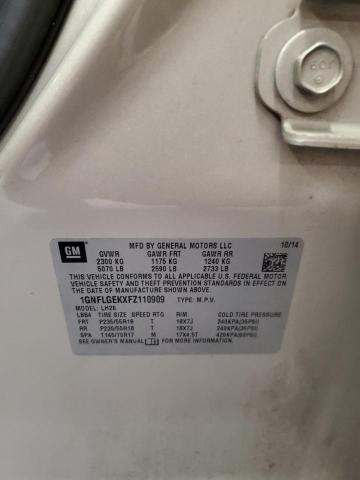 GM
MFD BY GENERAL MOTORS LLC 10/14
GVWR GAWR FRT GAWR RR
2300 KG 1175 KG 1240 KG
5070 LB 2590 LB 2733 LB
THIS VEHICLE CONFORMS TO ALL APPLICABLE U.S. FEDERAL MOTOR
VEHICLE SAFETY AND THEFT PREVENTION STANDARDS IN EFFECT
ON THE DATE OF MANUFACTURE SHOWN ABOVE.
1GNFLGEKXFZ110909 TYPE: M.P.V.
MODEL: LH26
LBB4 TIRE SIZE SPEED RTG RIM COLD TIRE PRESSURE
FRT P235/55R18 T 18X7J 240KPA(35PSI)
RR P235/55R18 T 18X7J 240KPA(35PSI)
SPA T145/70R17 M 17X4.5T 420KPA(60PSI)
SEE OWNER'S MANUAL FOR ADDITIONAL INFORMATION.